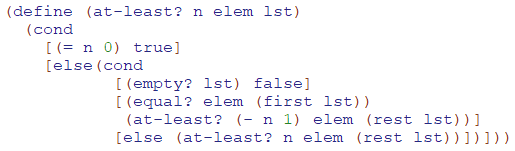 (define (at-least? n elem lst)
  (cond
    [(= n 0) true]
    [else(cond
           [(empty? lst) false]
           [(equal? elem (first lst))
            (at-least? (- n 1) elem (rest lst))]
           [else (at-least? n elem (rest lst))])]))